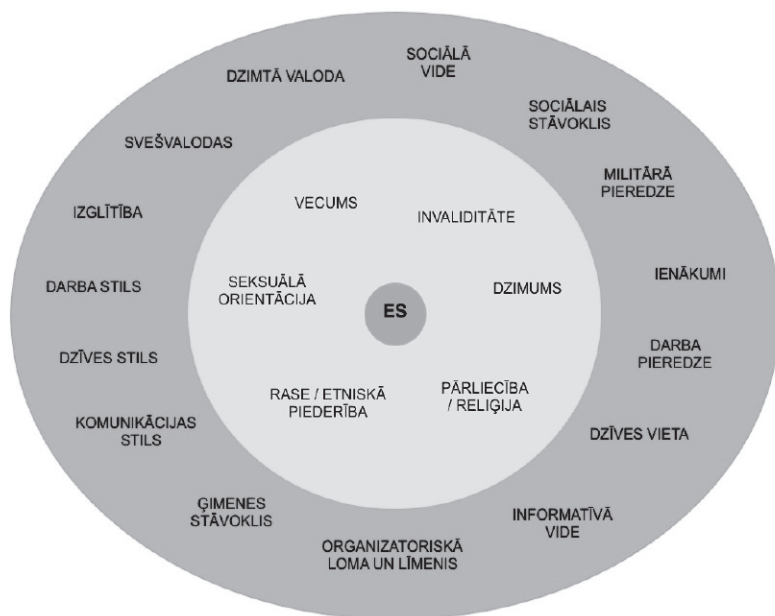 SOCIĀLĀ
VIDE
DZIMTĀ VALODA
SOCIĀLAIS
STĀVOKLIS
SVEŠVALODAS
MILITĀRĀ
PIEREDZE
VECUMS
IZGLĪTĪBA
INVALIDITĀTE
IENĀKUMI
SEKSUĀLĀ
ORIENTĀCIJA
DARBA STILS
DZIMUMS
ES
DARBA
PIEREDZE
DZĪVES STILS
PĀRLIECĪBA
/ RELIĢIJA
RASE / ETNISKĀ
PIEDERĪBA
KOMUNIKĀCIJAS
STILS
DZĪVES VIETA
ĢIMENES
STĀVOKLIS
INFORMATĪVĀ
VIDE
ORGANIZATORISKĀ
LOMA UN LĪMENIS